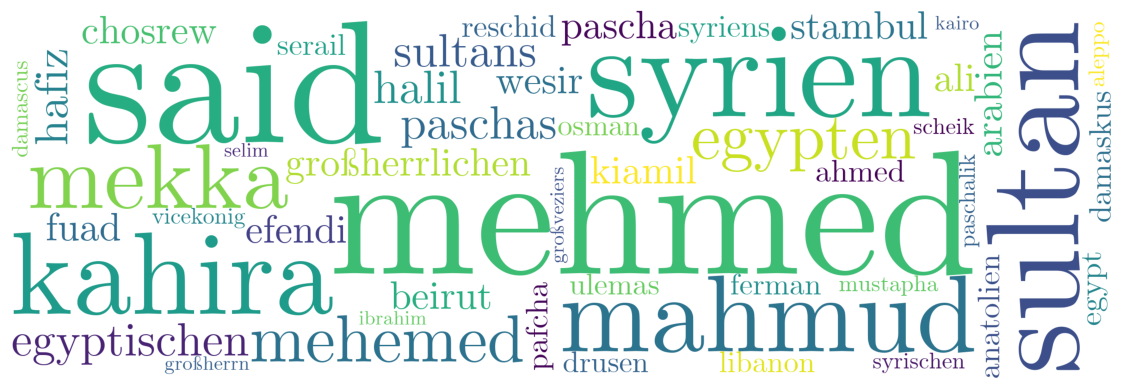 chosrew
serail
sultans
reschid
pascha
syriens
stambul
kairo
said
syrien
sultan
aleppo
damascus
hafiz
halil
wesir
ali
arabien
paschas
osman
egypten
scheik
damaskus
mekka
selim
großherrlichen
kiamil
ahmed
mehmed
großveziers
paschalik
fuad
vicekonig
efendi
kahira
beirut
ulemas
ferman
mustapha
anatolien
egypt
egyptischen
ibrahim
mehemed
großherrn
pafcha
mahmud
drusen
libanon
syrischen